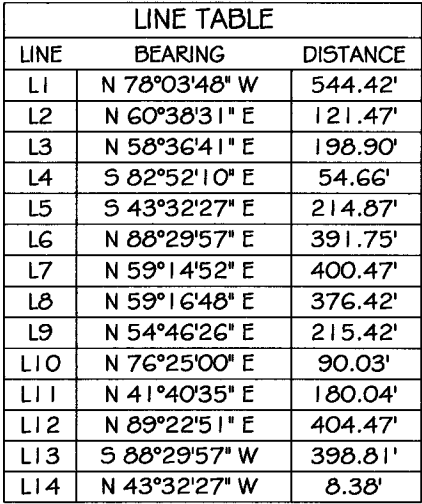 LINE TABLE
LINE BEARING DISTANCE
L1 N 78°03'48" W 544.42'
L2 N 60°38'31" E 121.47'
L3 N 58°36'41" E 198.90'
L4 S 82°52'10" E 54.66'
L5 S 43°32'27" E 214.87'
L6 N 88°29'57" E 391.75'
L7 N 59°14'52" E 400.47'
L8 N 59°16'48" E 376.42'
L9 N 54°46'26" E 215.42'
L10 N 76°25'00" E 90.03'
L11 N 41°40'35" E 180.04'
L12 N 89°22'51" E 404.47'
L13 S 88°29'57" W 398.81'
L14 N 43°32'27" W 8.38'